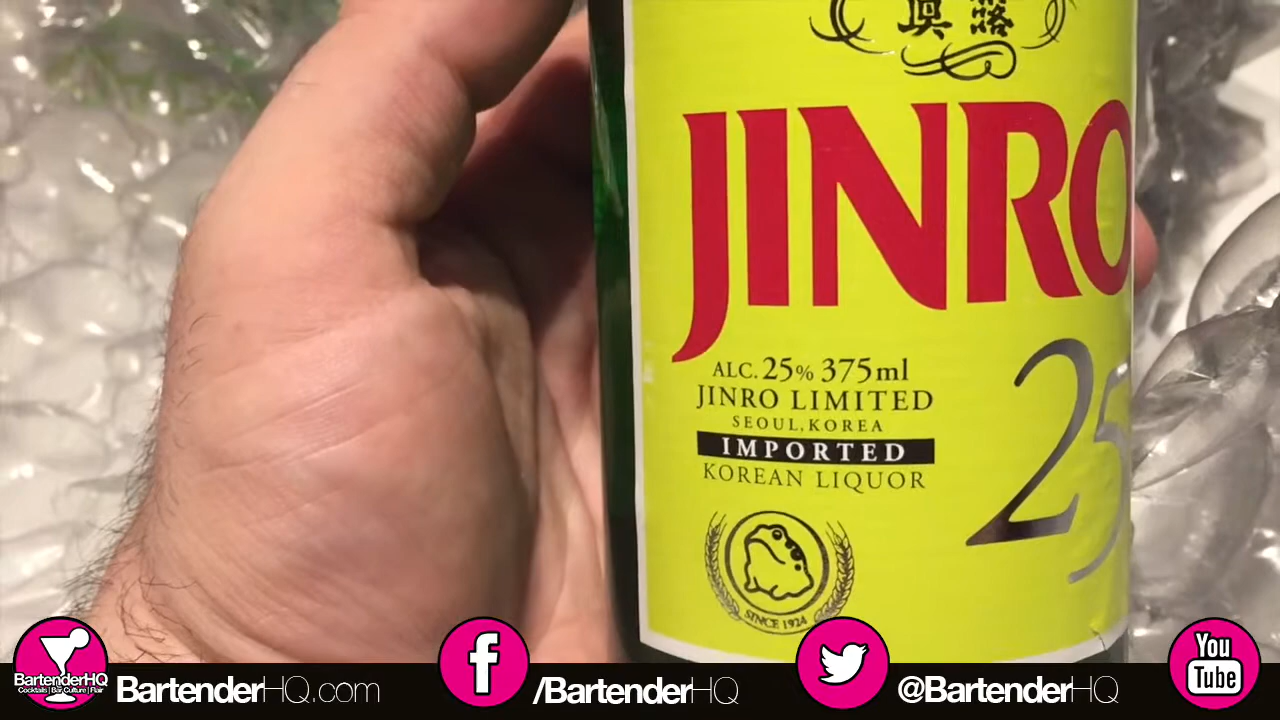 眞露
JINRO
25
ALC. 25% 375ml
JINRO LIMITED
SEOUL, KOREA
IMPORTED
KOREAN LIQUOR
SINCE 1924
BartenderHQ
Cocktails | Bar Culture | Flair
BartenderHQ.com
f
/BartenderHQ
@BartenderHQ
You
Tube